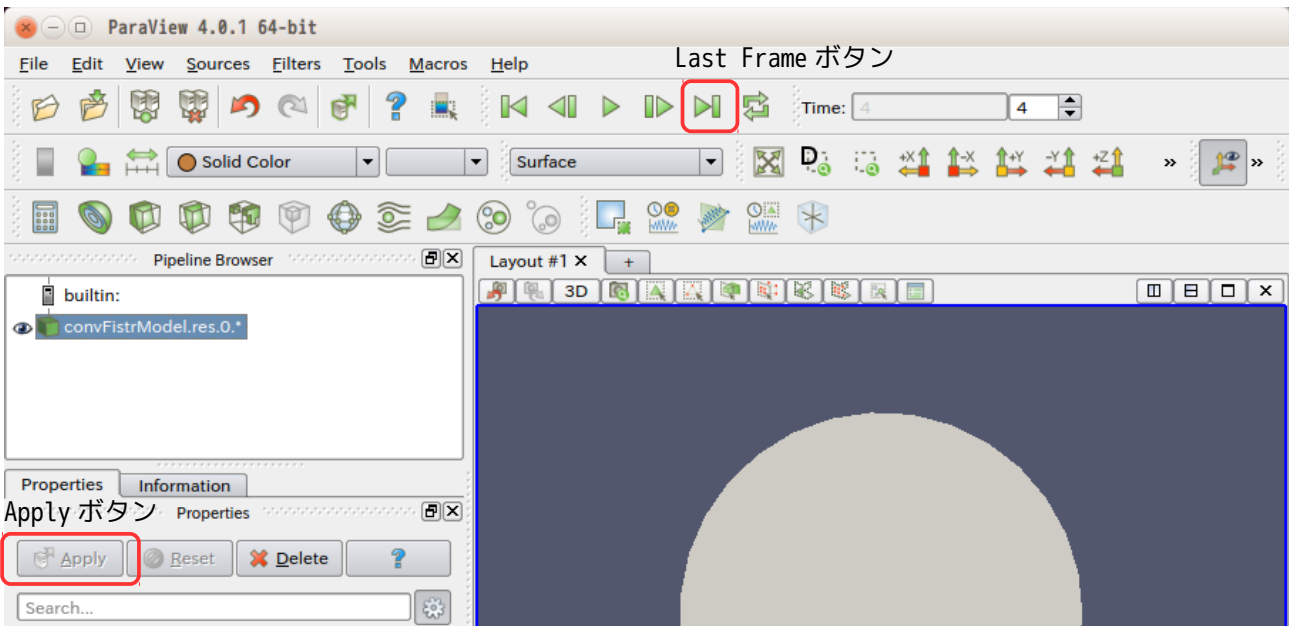 ParaView 4.0.1 64-bit
File Edit View Sources Filters Tools Macros Help
Last Frame ボタン
Time: 4 4
Solid Color Surface +X -X +Y -Y +Z » »
Pipeline Browser
Layout #1 +
3D
builtin:
convFistrModel.res.0.*
Properties Information
Apply ボタン Properties
Apply Reset Delete ?
Search...